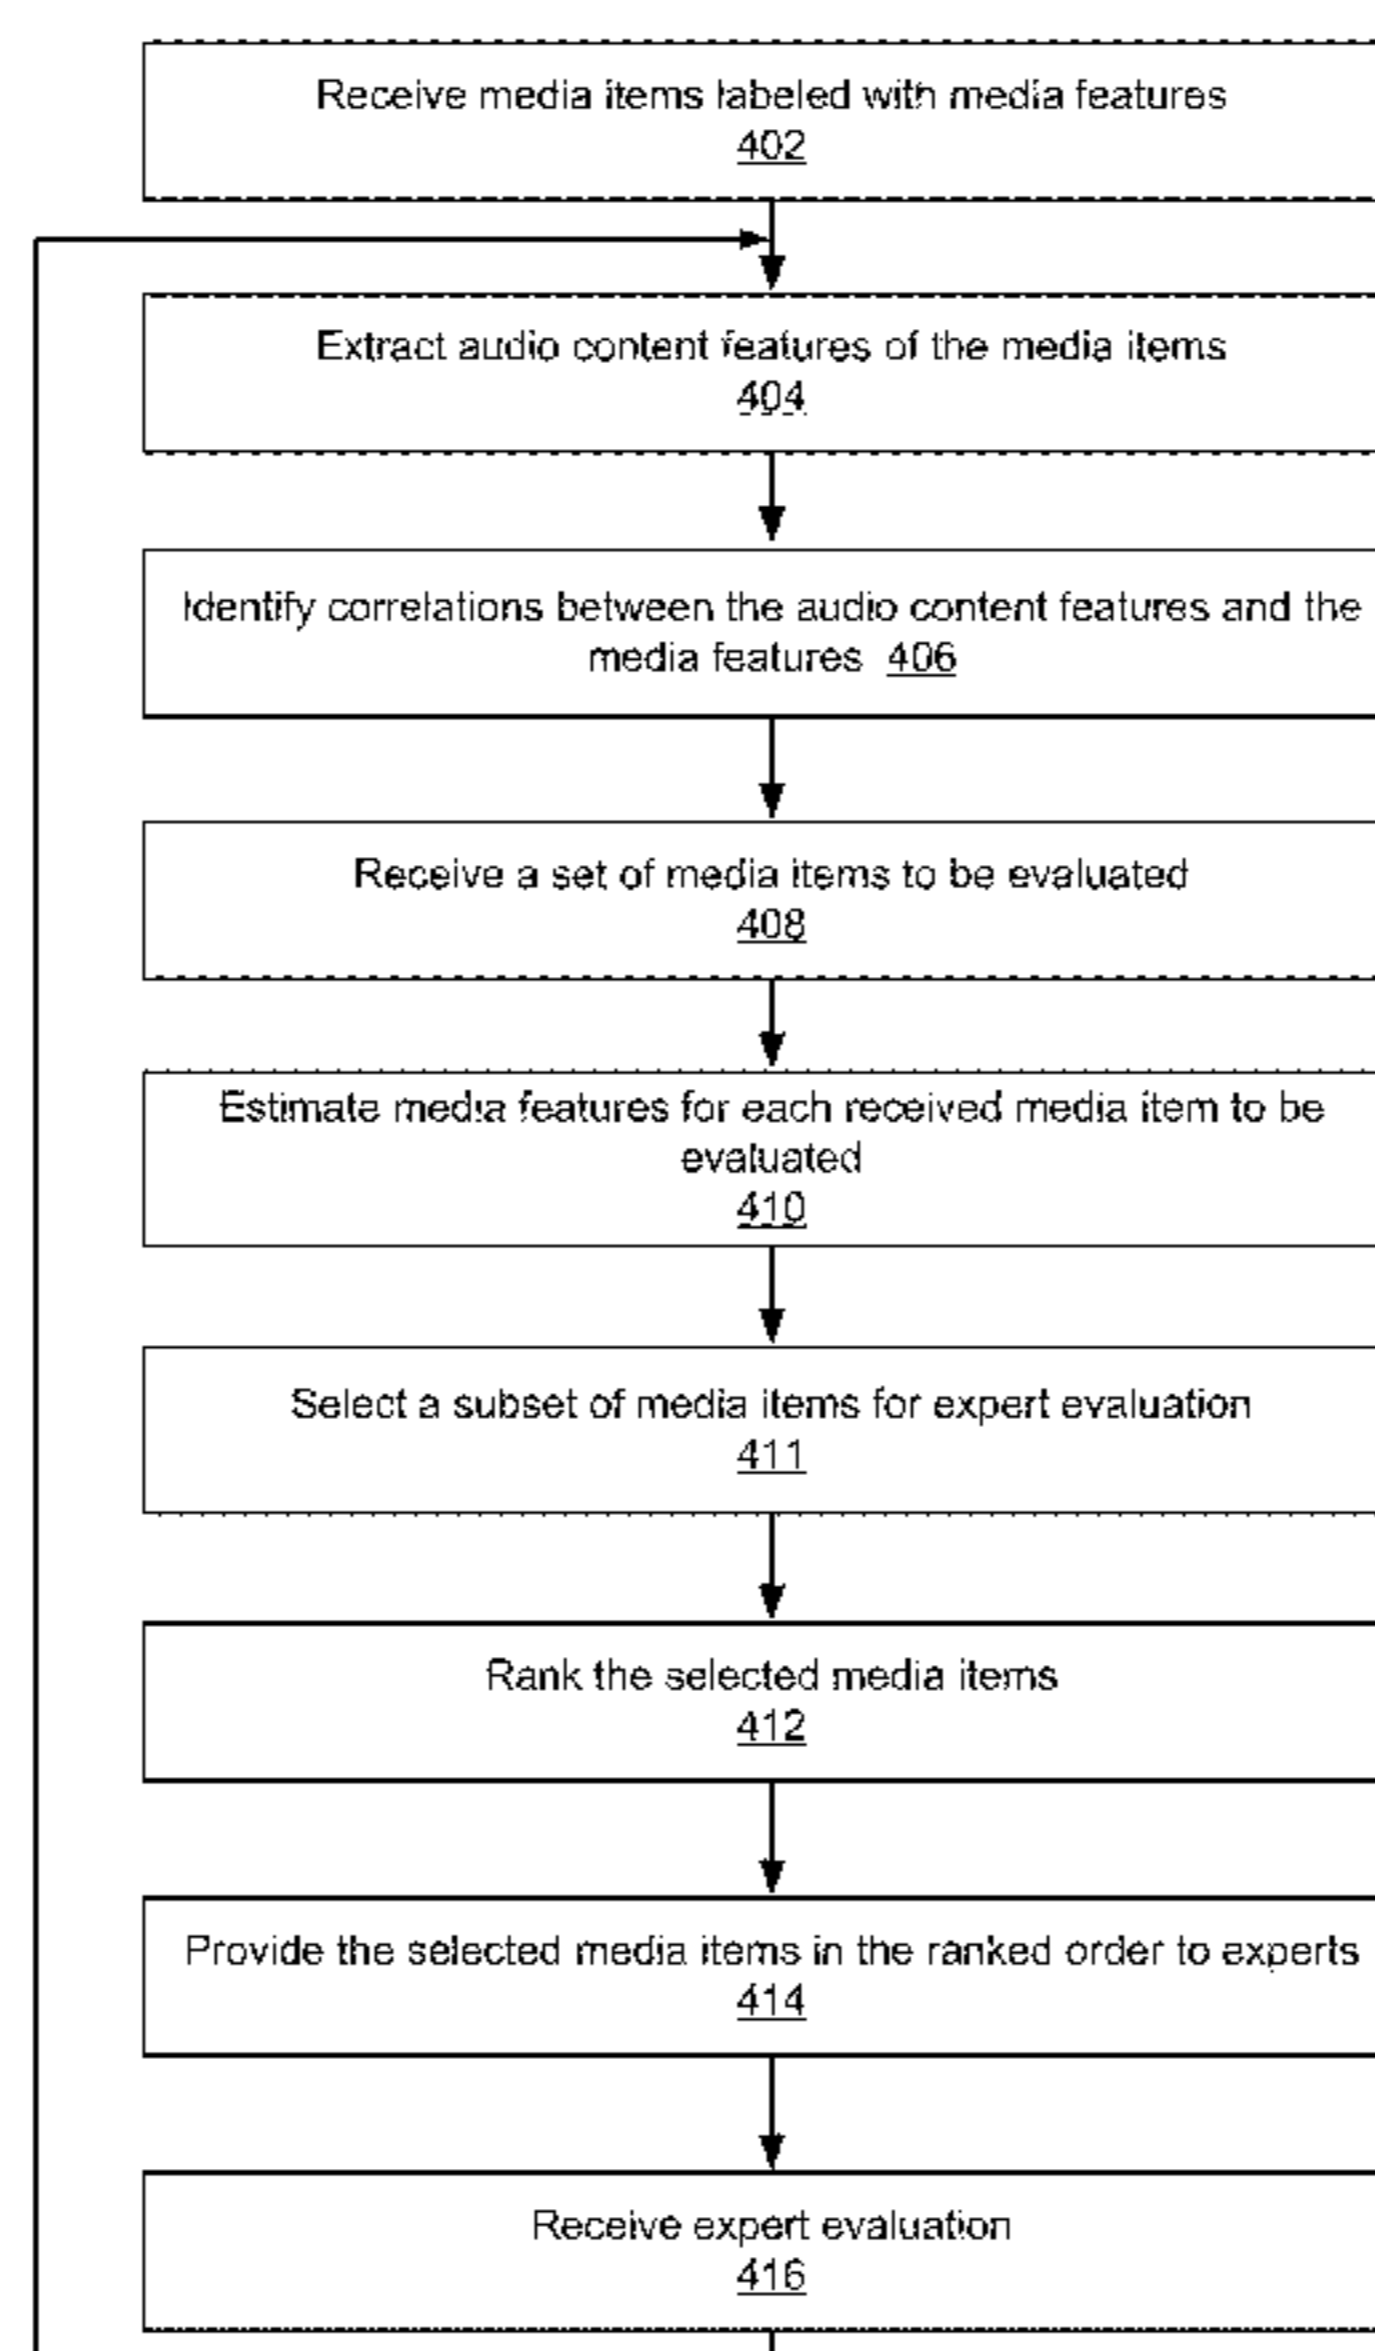 Receive media items labeled with media features
402
Extract audio content features of the media items
404
Identify correlations between the audio content features and the
media features 406
Receive a set of media items to be evaluated
408
Estimate media features for each received media item to be
evaluated
410
Select a subset of media items for expert evaluation
411
Rank the selected media items
412
Provide the selected media items in the ranked order to experts
414
Receive expert evaluation
416